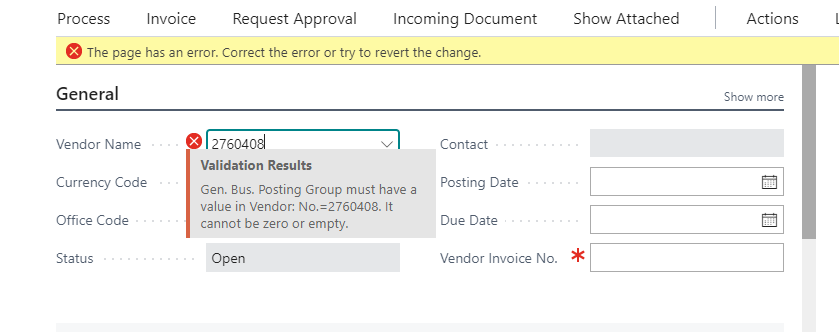 Process Invoice Request Approval Incoming Document Show Attached Actions
The page has an error. Correct the error or try to revert the change.
General Show more
Vendor Name 2760408 Contact
Validation Results
Gen. Bus. Posting Group must have a
value in Vendor: No.=2760408. It
cannot be zero or empty.
Currency Code Posting Date
Office Code Due Date
Status Open Vendor Invoice No. *